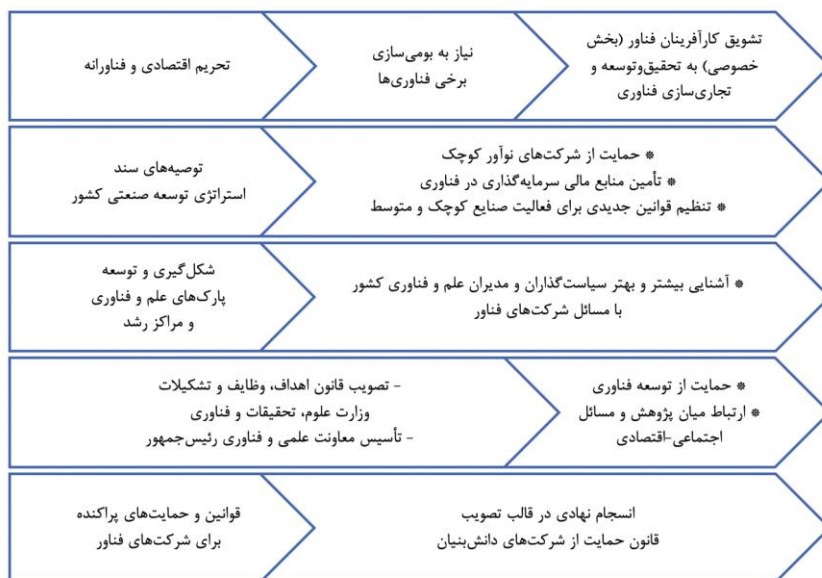 تحریم اقتصادی و فناورانه
نیاز به بومی‌سازی
برخی فناوری‌ها
تشویق کارآفرینان فناور (بخش
خصوصی) به تحقیق‌وتوسعه و
تجاری‌سازی فناوری
توصیه‌های سند
استراتژی توسعه صنعتی کشور
* حمایت از شرکت‌های نوآور کوچک
* تأمین منابع مالی سرمایه‌گذاری در فناوری
* تنظیم قوانین جدیدی برای فعالیت صنایع کوچک و متوسط
شکل‌گیری و توسعه
پارک‌های علم و فناوری
و مراکز رشد
* آشنایی بیشتر و بهتر سیاست‌گذاران و مدیران علم و فناوری کشور
با مسائل شرکت‌های فناور
- تصویب قانون اهداف، وظایف و تشکیلات
وزارت علوم، تحقیقات و فناوری
- تأسیس معاونت علمی و فناوری رئیس‌جمهور
* حمایت از توسعه فناوری
* ارتباط میان پژوهش و مسائل
اجتماعی-اقتصادی
قوانین و حمایت‌های پراکنده
برای شرکت‌های فناور
انسجام نهادی در قالب تصویب
قانون حمایت از شرکت‌های دانش‌بنیان